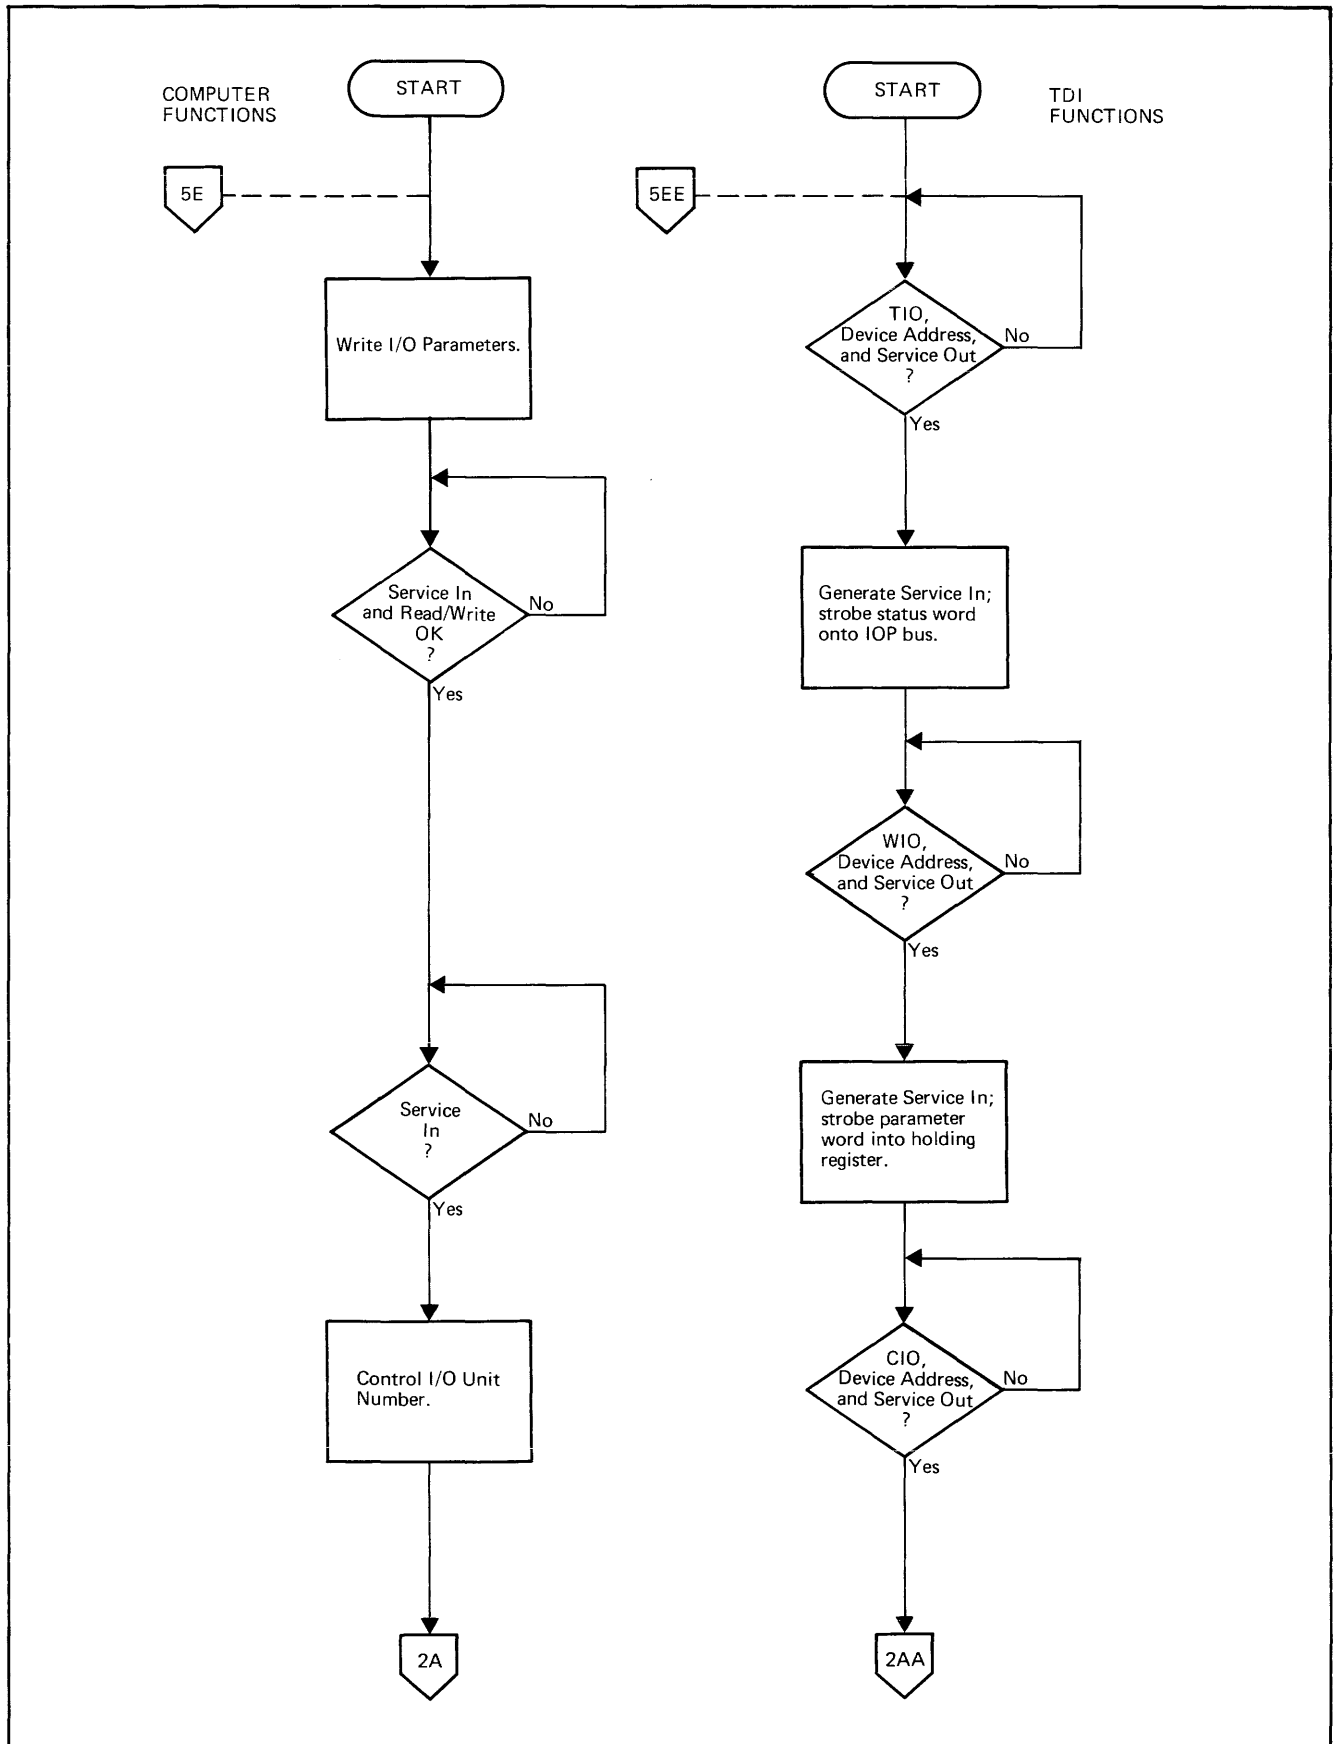 COMPUTER
FUNCTIONS
START
5E
Write I/O Parameters.
Service In
and Read/Write
OK
?
No
Yes
Service
In
?
No
Yes
Control I/O Unit
Number.
2A
START
TDI
FUNCTIONS
5EE
TIO,
Device Address,
and Service Out
?
No
Yes
Generate Service In;
strobe status word
onto IOP bus.
WIO,
Device Address,
and Service Out
?
No
Yes
Generate Service In;
strobe parameter
word into holding
register.
CIO,
Device Address,
and Service Out
?
No
Yes
2AA